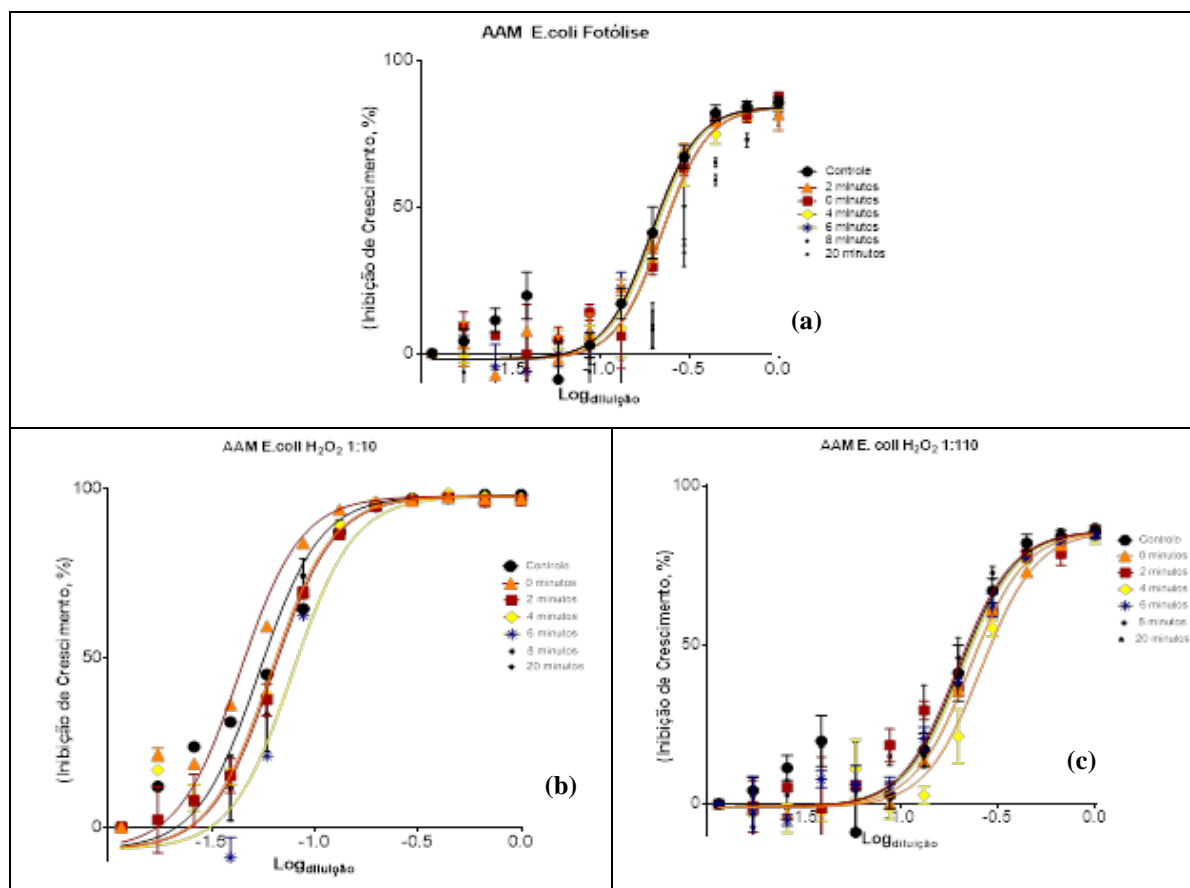 AAM E.coli Fotólise
(Inibição de Crescimento, %)
100
50
0
-1.5
-1.0
-0.5
0.0
Log diluição
Controle
2 minutos
0 minutos
4 minutos
6 minutos
8 minutos
20 minutos
(a)
AAM E.coli H2O2 1:10
(Inibição de Crescimento, %)
100
50
0
-1.5
-1.0
-0.5
0.0
Log diluição
Controle
0 minutos
2 minutos
4 minutos
6 minutos
8 minutos
20 minutos
(b)
AAM E. coli H2O2 1:110
(Inibição de Crescimento, %)
100
50
0
-1.5
-1.0
-0.5
0.0
Log diluição
Controle
0 minutos
2 minutos
4 minutos
6 minutos
8 minutos
20 minutos
(c)